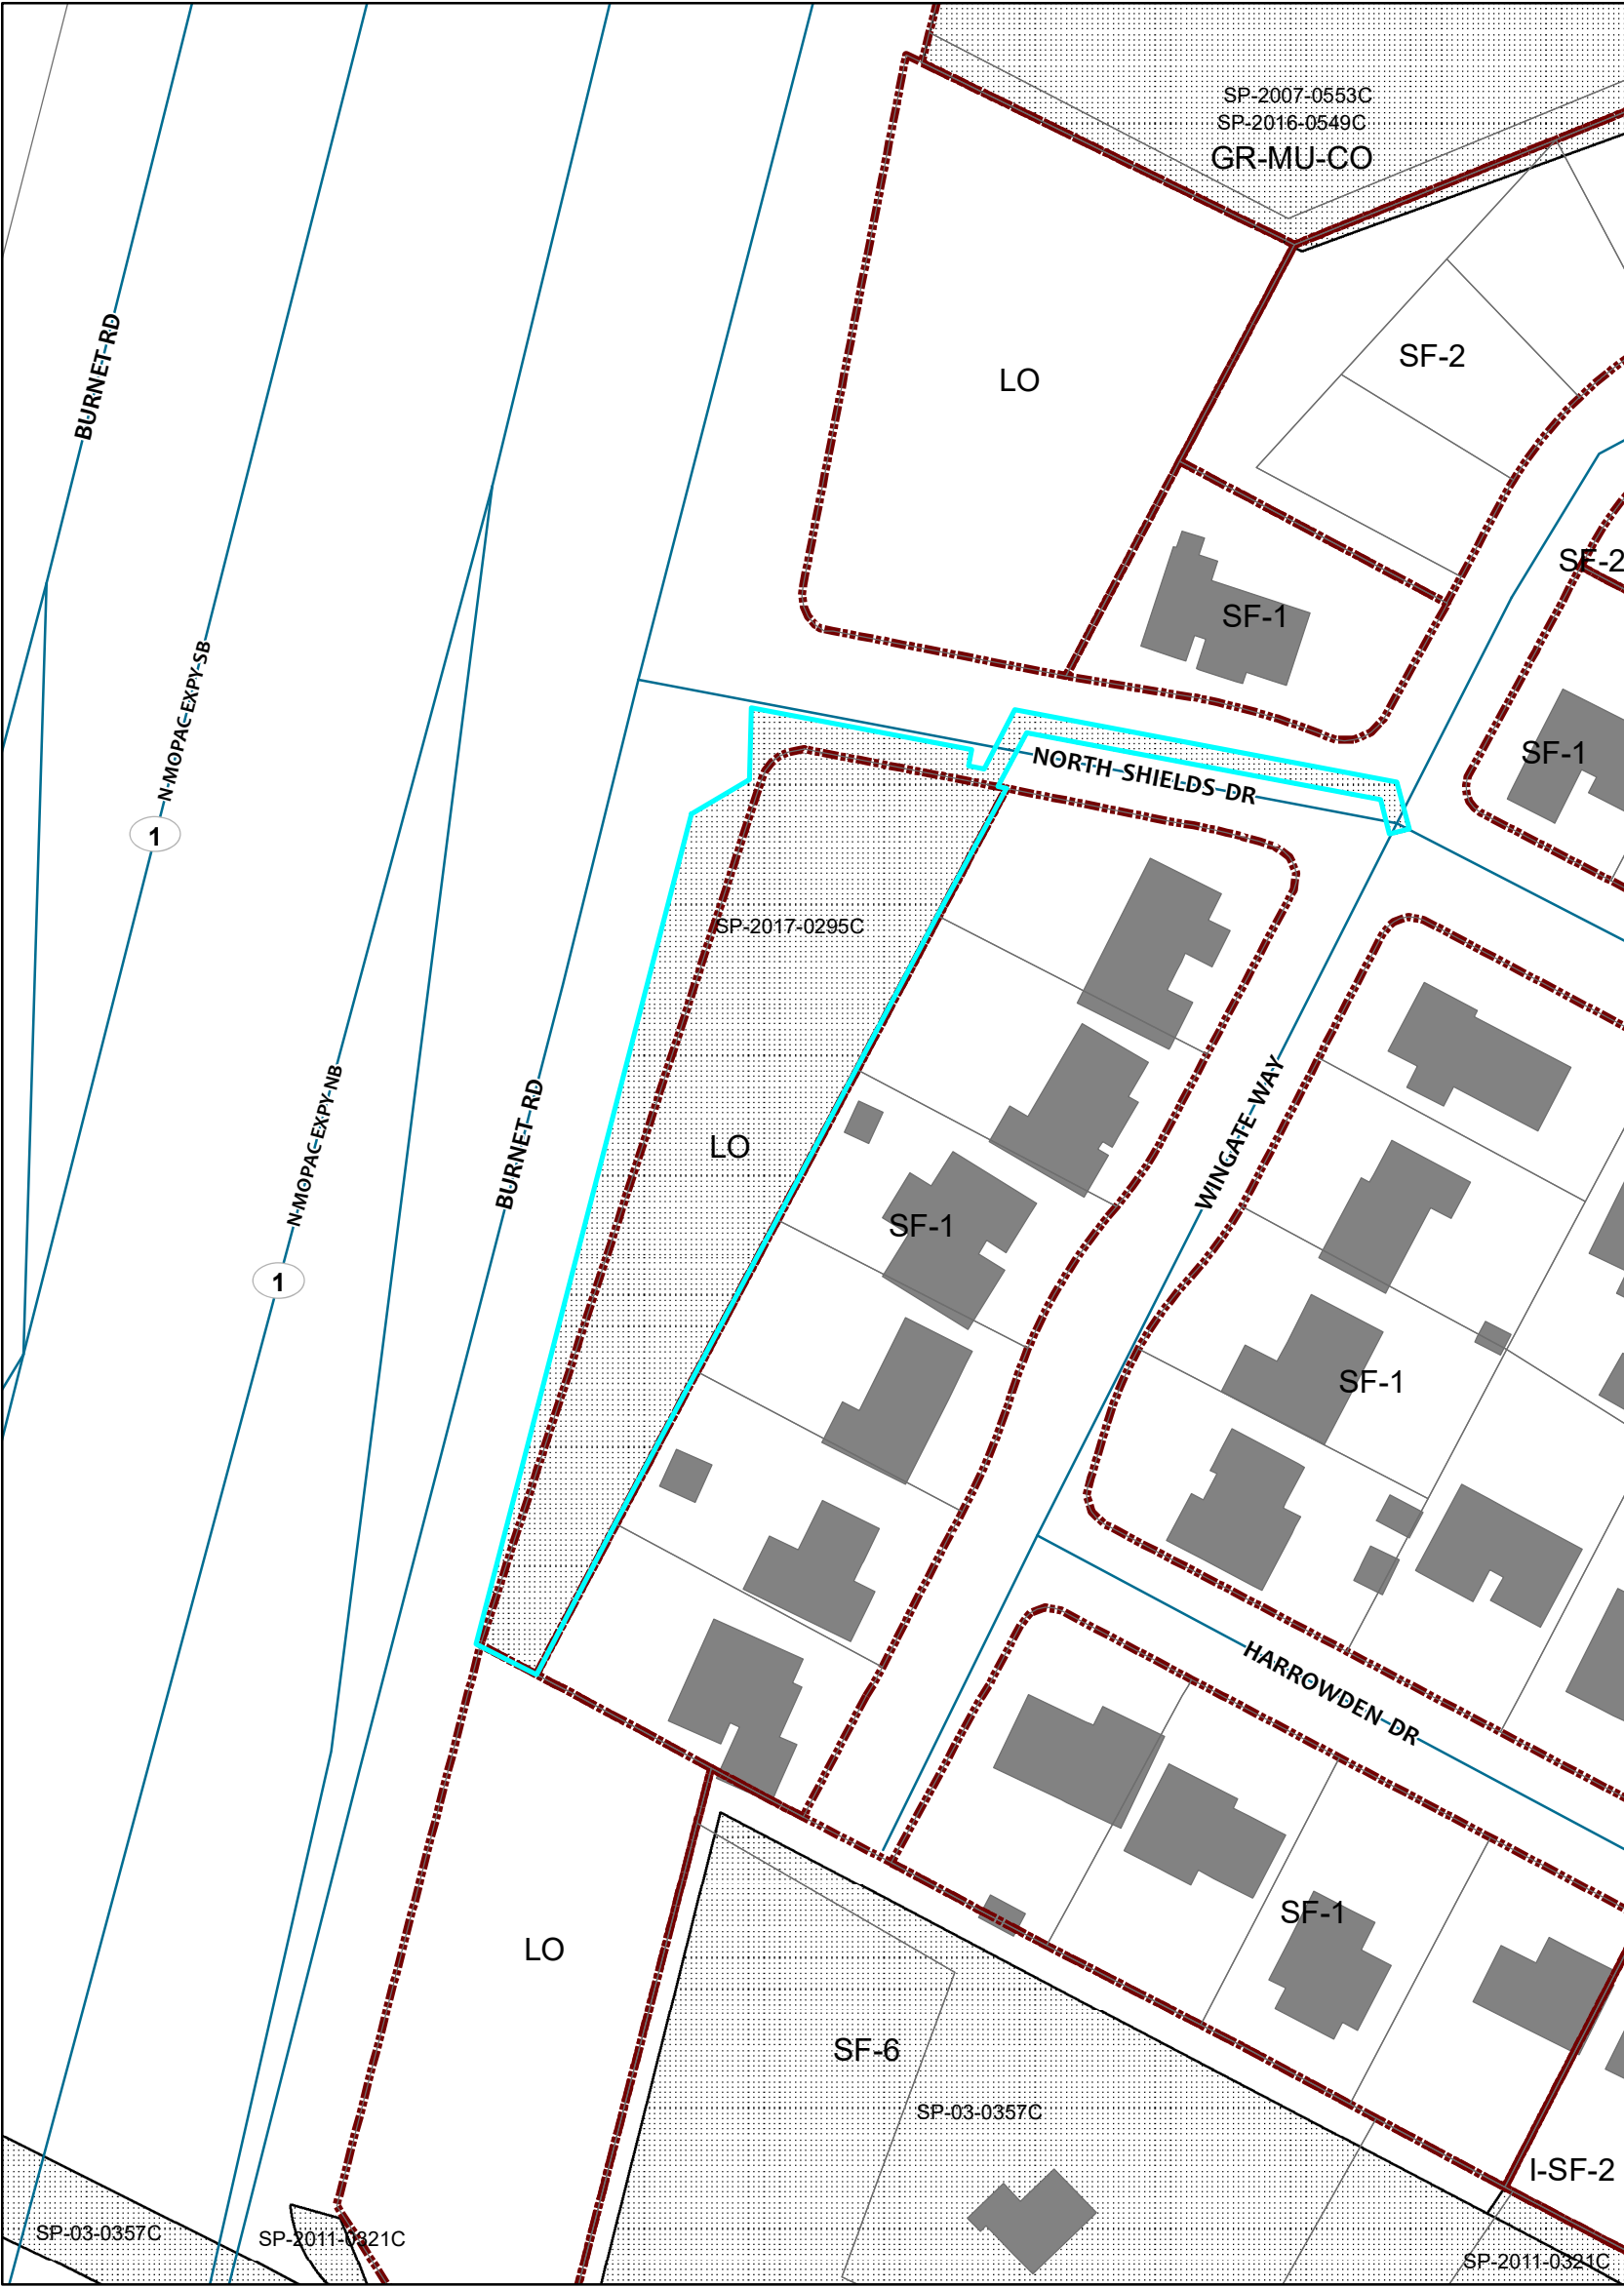 SP-2007-0553C
SP-2016-0549C
GR-MU-CO
BURNET RD
SF-2
LO
SF-2
SF-1
N MOPAC EXPY SB
SF-1
NORTH SHIELDS DR
1
SP-2017-0295C
N MOPAC EXPY NB
BURNET RD
LO
WINGATE WAY
SF-1
1
SF-1
HARROWDEN DR
SF-1
LO
SF-6
SP-03-0357C
I-SF-2
SP-03-0357C
SP-2011-0321C
SP-2011-0321C